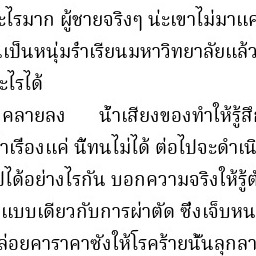 ะไรมาก ผู้ชายจริงๆ น่ะเขาไม่มาแค
เป็นหนุ่มร่ำเรียนมหาวิทยาลัยแล้ว
ะไรได้
คลายลง น้ำเสียงของทำให้รู้สึก
าเรื่องแค่ นี้ทนไม่ได้ ต่อไปจะดำเนิ
ปได้อย่างไรกัน บอกความจริงให้รู้ตั
แบบเดียวกับการผ่าตัด ซึ่งเจ็บหน
ล่อยคาราคาซังให้โรคร้ายนั้นลุกลา